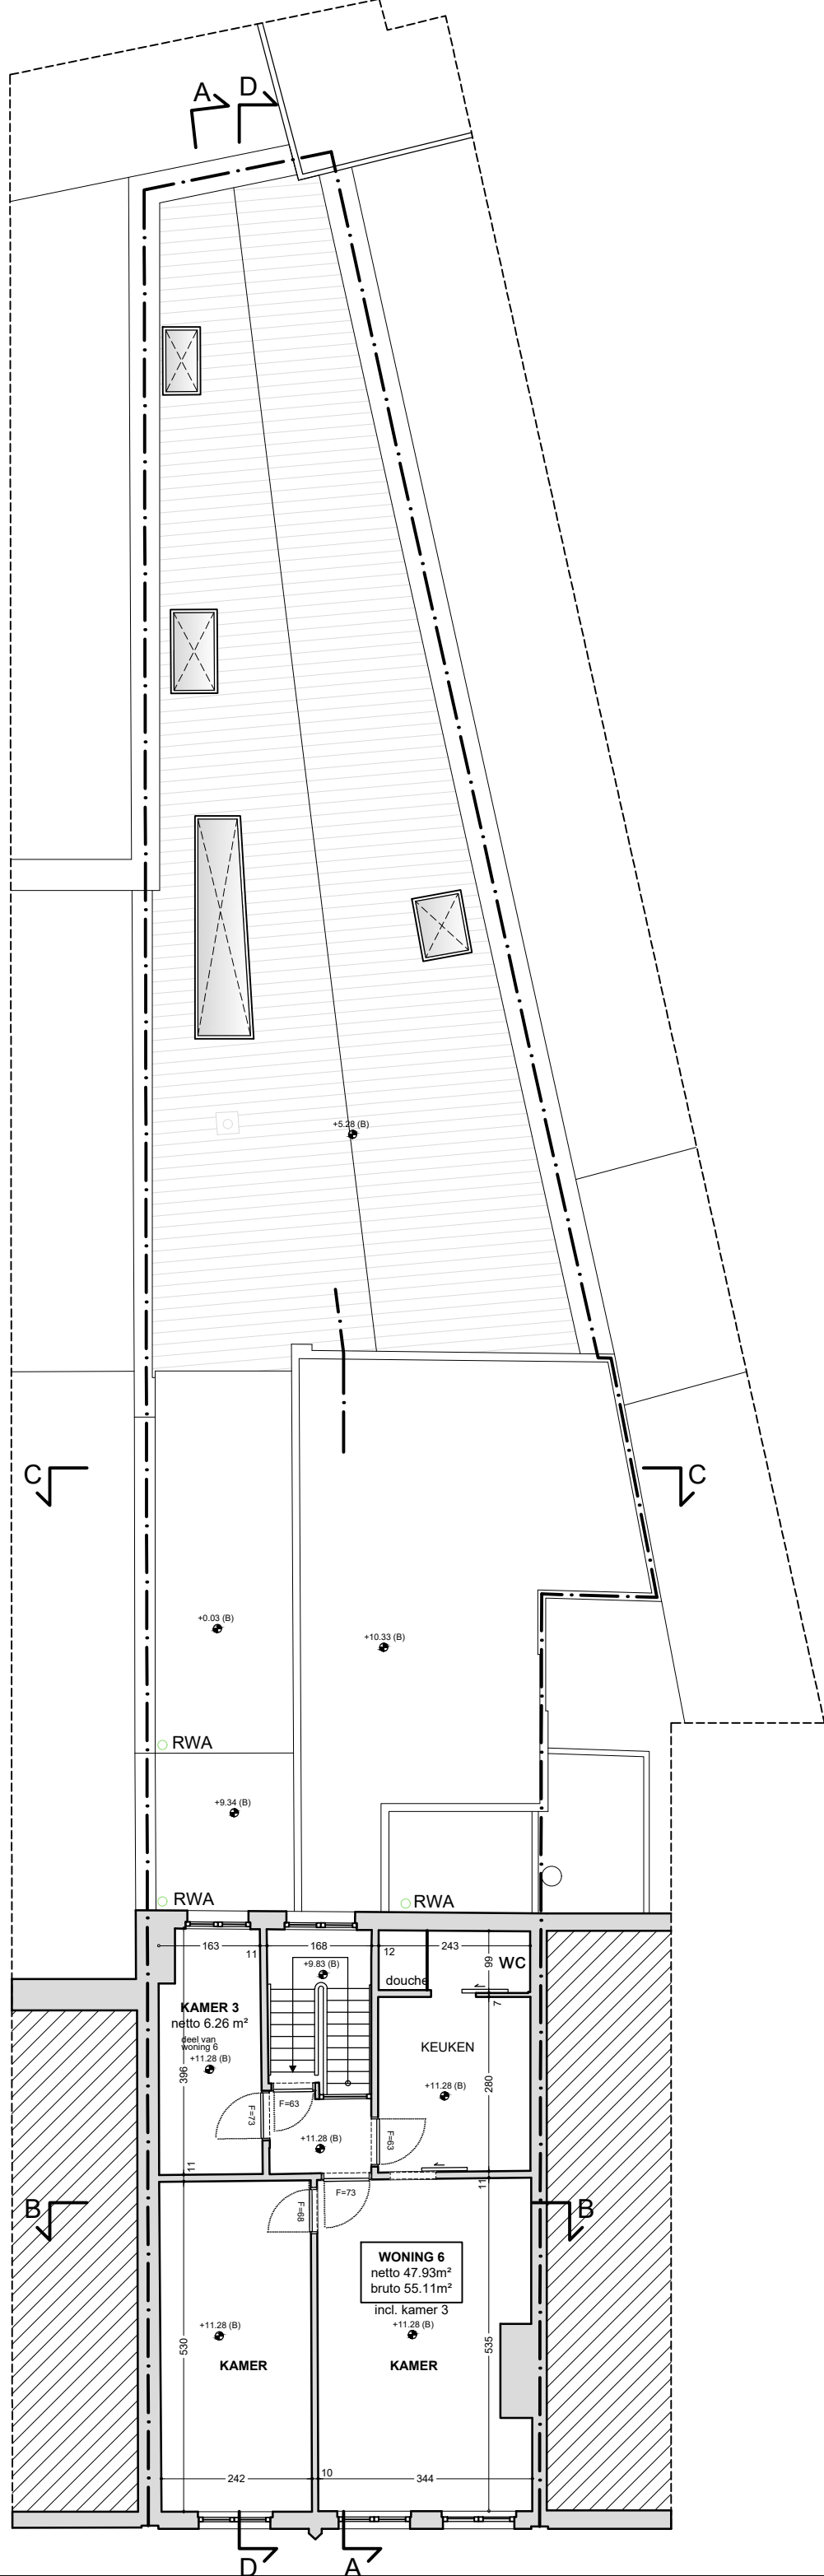 A
D
+5.28 (B)
C
C
+0.03 (B)
+10.33 (B)
RWA
+9.34 (B)
RWA
RWA
163
11
168
12
243
99
WC
+9.83 (B)
douche
7
KAMER 3
netto 6.26 m²
deel van
woning 6
+11.28 (B)
396
KEUKEN
+11.28 (B)
280
F=73
F=63
F=63
+11.28 (B)
11
F=73
11
F=68
B
B
WONING 6
netto 47.93m²
bruto 55.11m²
incl. kamer 3
+11.28 (B)
+11.28 (B)
530
535
KAMER
KAMER
242
10
344
D
A